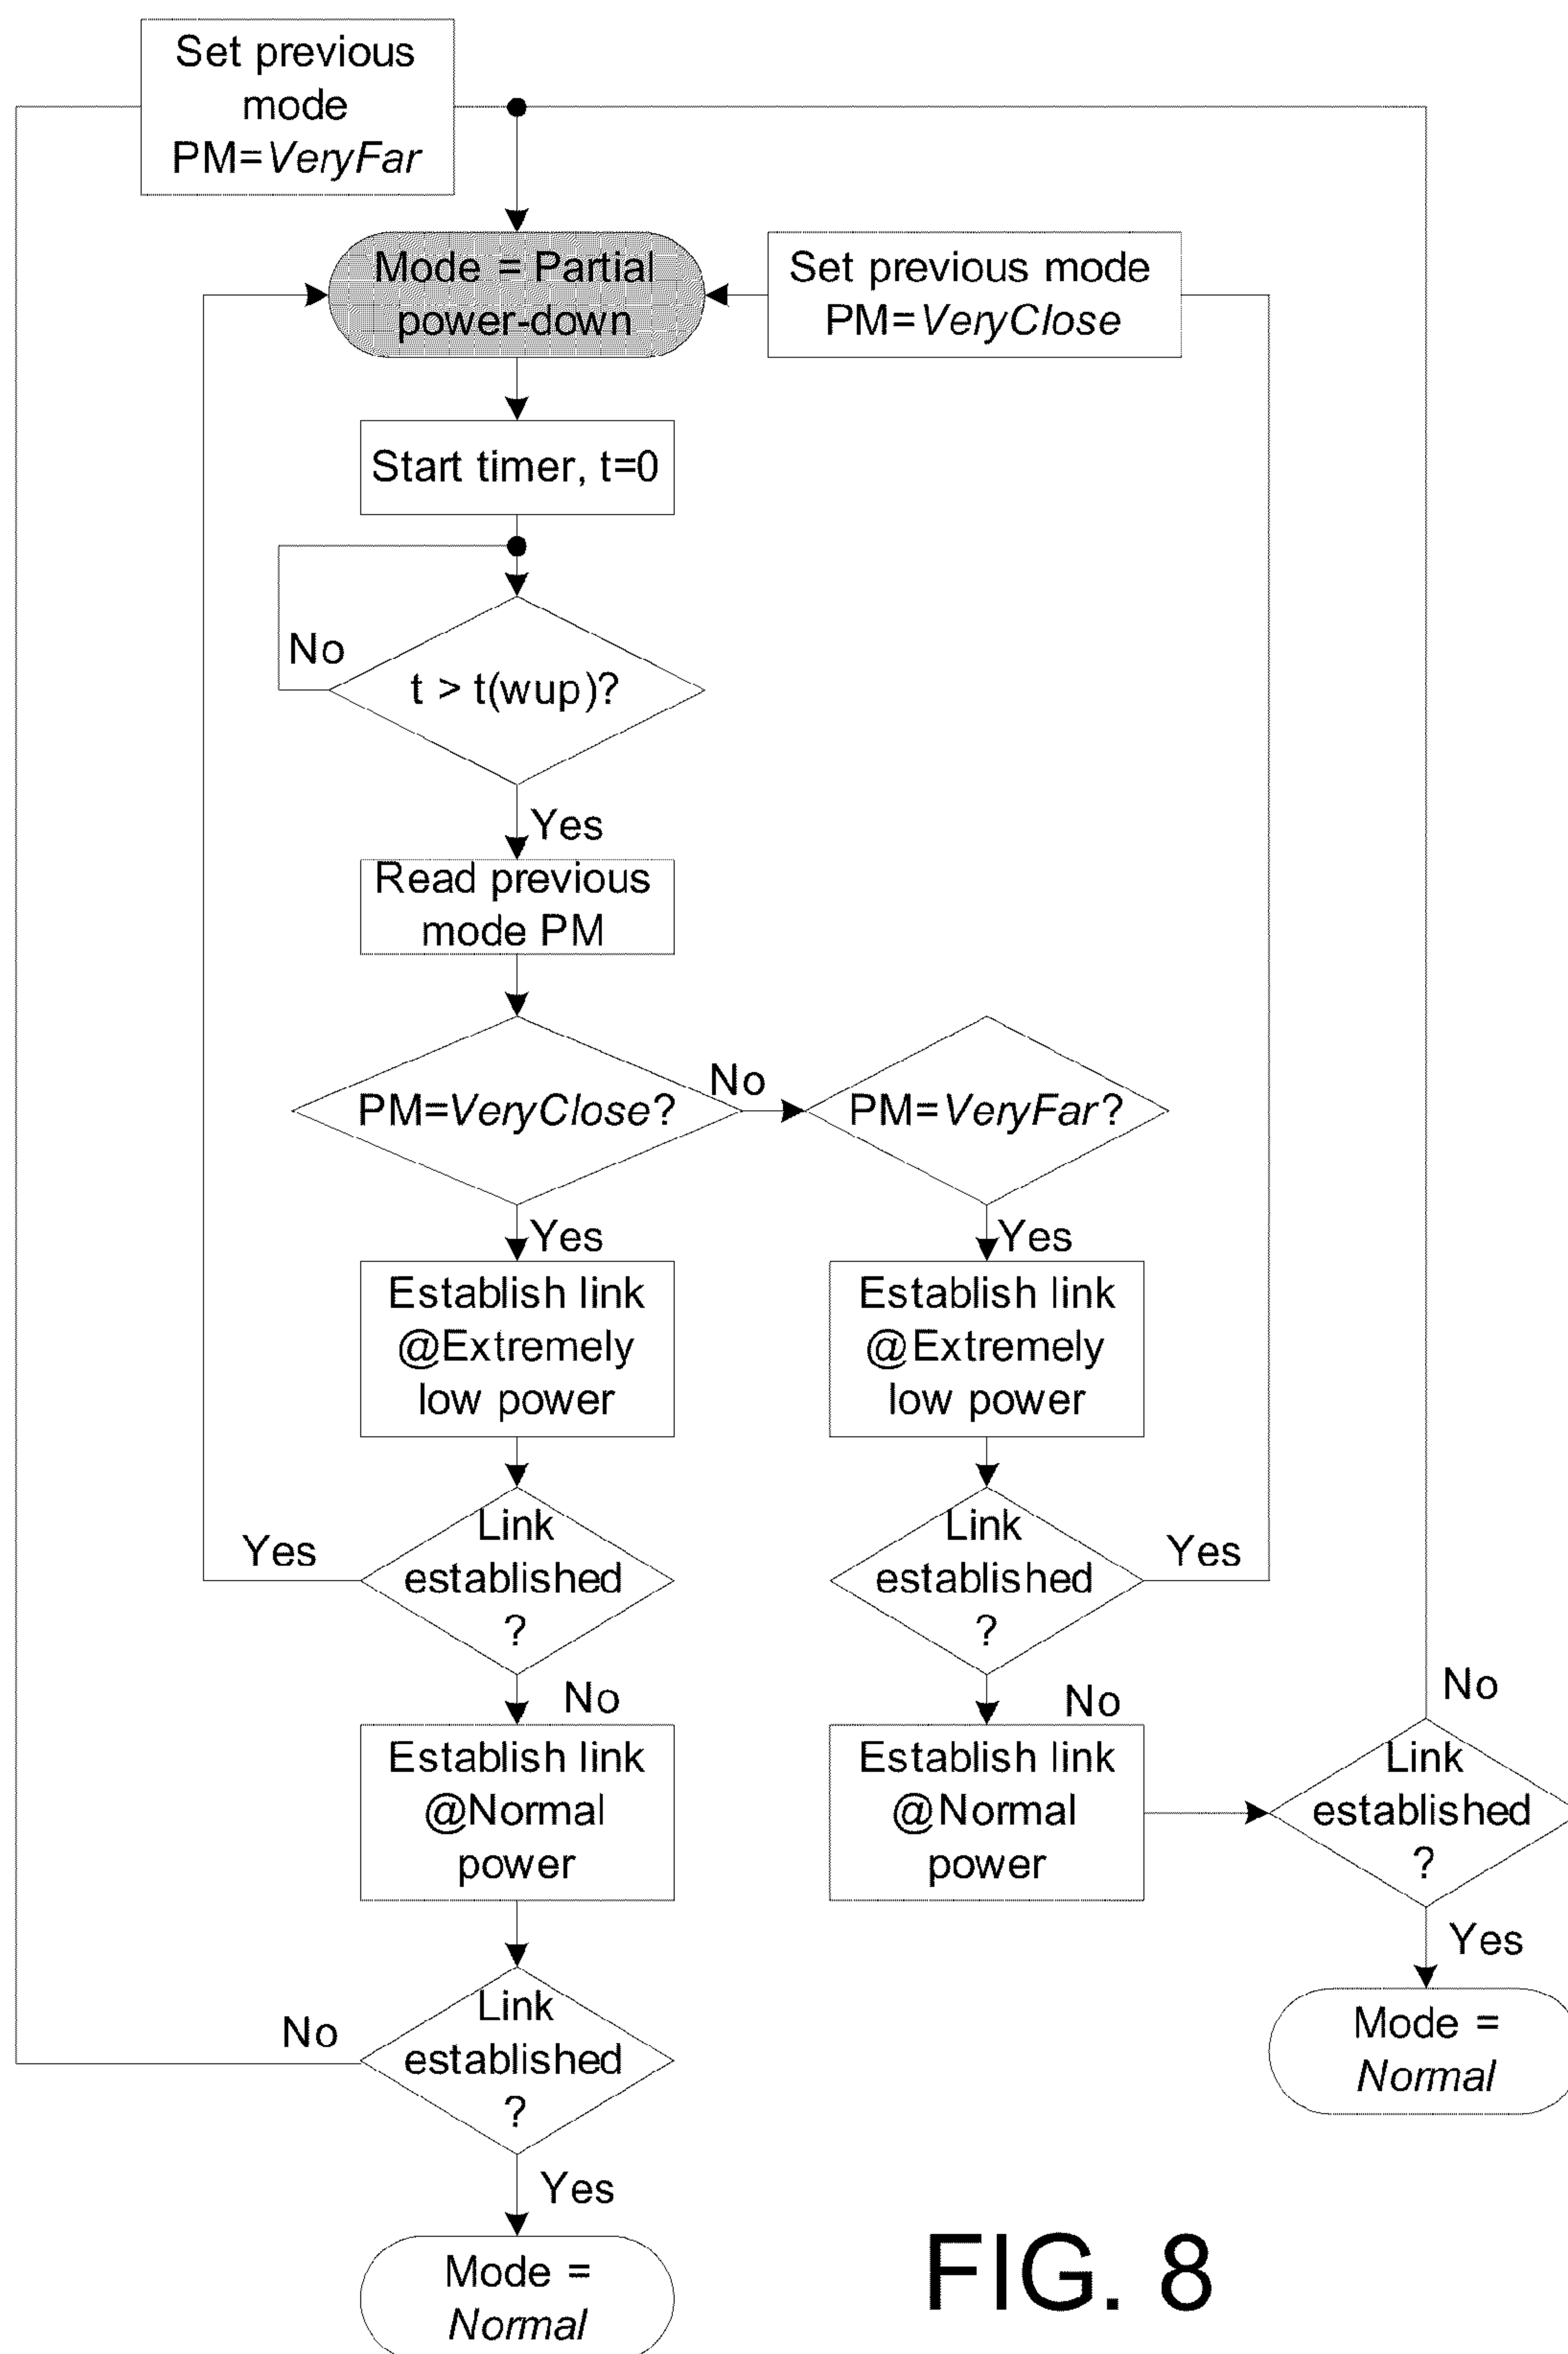 Set previous
mode
PM=VeryFar
Mode = Partial
power-down
Set previous mode
PM=VeryClose
Start timer, t=0
No
t > t(wup)?
Yes
Read previous
mode PM
PM=VeryClose?
No
PM=VeryFar?
Yes
Yes
Establish link
@Extremely
low power
Establish link
@Extremely
low power
Yes
Link
established
?
Link
established
?
Yes
No
No
No
Establish link
@Normal
power
Establish link
@Normal
power
Link
established
?
Yes
No
Link
established
?
Mode =
Normal
Yes
Mode =
Normal
FIG. 8